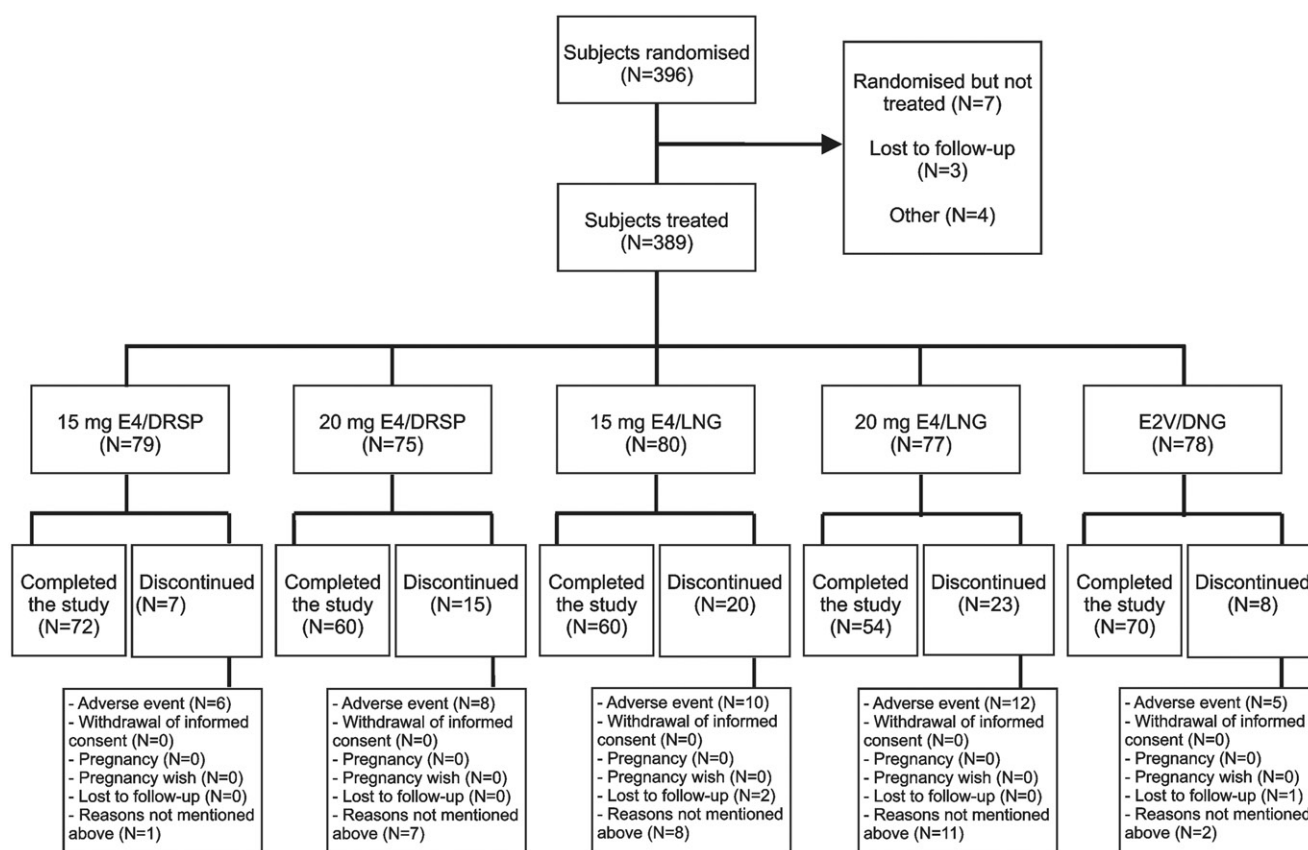 Subjects randomised
(N=396)
Randomised but not
treated (N=7)
Lost to follow-up
(N=3)
Other (N=4)
Subjects treated
(N=389)
15 mg E4/DRSP
(N=79)
20 mg E4/DRSP
(N=75)
15 mg E4/LNG
(N=80)
20 mg E4/LNG
(N=77)
E2V/DNG
(N=78)
Completed
the study
(N=72)
Discontinued
(N=7)
Completed
the study
(N=60)
Discontinued
(N=15)
Completed
the study
(N=60)
Discontinued
(N=20)
Completed
the study
(N=54)
Discontinued
(N=23)
Completed
the study
(N=70)
Discontinued
(N=8)
- Adverse event (N=6)
- Withdrawal of informed
consent (N=0)
- Pregnancy (N=0)
- Pregnancy wish (N=0)
- Lost to follow-up (N=0)
- Reasons not mentioned
above (N=1)
- Adverse event (N=8)
- Withdrawal of informed
consent (N=0)
- Pregnancy (N=0)
- Pregnancy wish (N=0)
- Lost to follow-up (N=0)
- Reasons not mentioned
above (N=7)
- Adverse event (N=10)
- Withdrawal of informed
consent (N=0)
- Pregnancy (N=0)
- Pregnancy wish (N=0)
- Lost to follow-up (N=2)
- Reasons not mentioned
above (N=8)
- Adverse event (N=12)
- Withdrawal of informed
consent (N=0)
- Pregnancy (N=0)
- Pregnancy wish (N=0)
- Lost to follow-up (N=0)
- Reasons not mentioned
above (N=11)
- Adverse event (N=5)
- Withdrawal of informed
consent (N=0)
- Pregnancy (N=0)
- Pregnancy wish (N=0)
- Lost to follow-up (N=1)
- Reasons not mentioned
above (N=2)